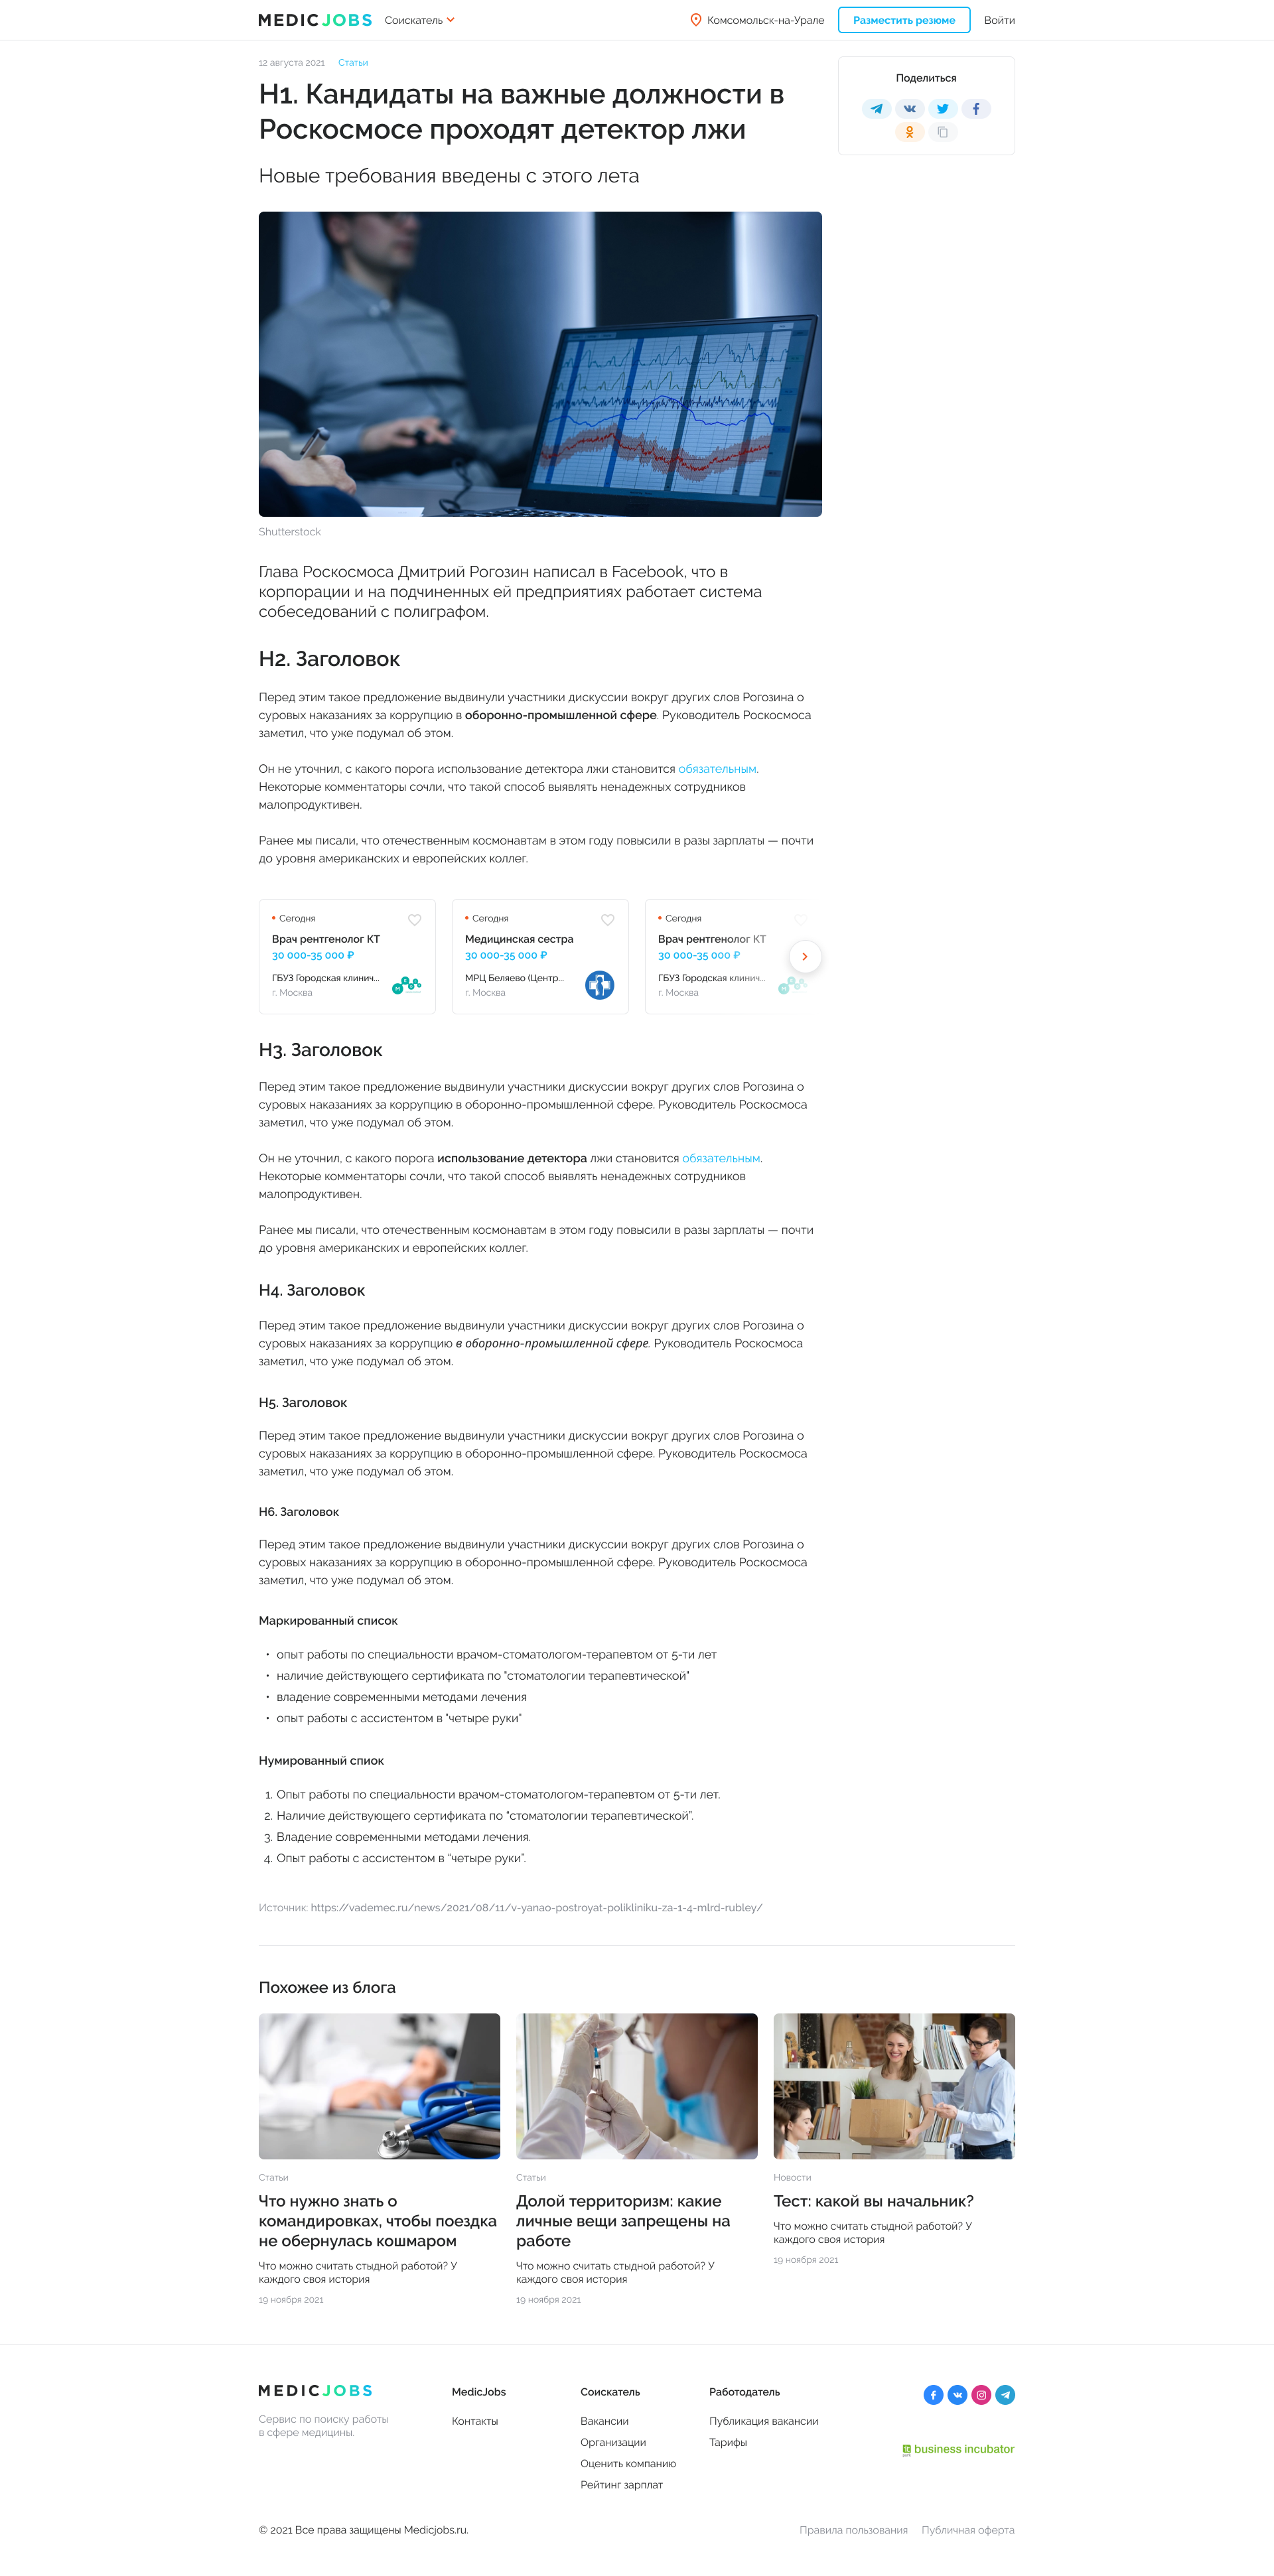 MEDICJOBS Соискатель Комсомольск-на-Урале Разместить резюме Войти
12 августа 2021 Статьи
H1. Кандидаты на важные должности в
Роскосмосе проходят детектор лжи
Новые требования введены с этого лета
Поделиться
Shutterstock
Глава Роскосмоса Дмитрий Рогозин написал в Facebook, что в
корпорации и на подчиненных ей предприятиях работает система
собеседований с полиграфом.
H2. Заголовок
Перед этим такое предложение выдвинули участники дискуссии вокруг других слов Рогозина о
суровых наказаниях за коррупцию в оборонно-промышленной сфере. Руководитель Роскосмоса
заметил, что уже подумал об этом.
Он не уточнил, с какого порога использование детектора лжи становится обязательным.
Некоторые комментаторы сочли, что такой способ выявлять ненадежных сотрудников
малопродуктивен.
Ранее мы писали, что отечественным космонавтам в этом году повысили в разы зарплаты — почти
до уровня американских и европейских коллег.
Сегодня
Врач рентгенолог КТ
30 000-35 000 ₽
ГБУЗ Городская клинич...
г. Москва
Сегодня
Медицинская сестра
30 000-35 000 ₽
МРЦ Беляево (Центр...
г. Москва
Сегодня
Врач рентгенолог КТ
30 000-35 000 ₽
ГБУЗ Городская клинич...
г. Москва
H3. Заголовок
Перед этим такое предложение выдвинули участники дискуссии вокруг других слов Рогозина о
суровых наказаниях за коррупцию в оборонно-промышленной сфере. Руководитель Роскосмоса
заметил, что уже подумал об этом.
Он не уточнил, с какого порога использование детектора лжи становится обязательным.
Некоторые комментаторы сочли, что такой способ выявлять ненадежных сотрудников
малопродуктивен.
Ранее мы писали, что отечественным космонавтам в этом году повысили в разы зарплаты — почти
до уровня американских и европейских коллег.
H4. Заголовок
Перед этим такое предложение выдвинули участники дискуссии вокруг других слов Рогозина о
суровых наказаниях за коррупцию в оборонно-промышленной сфере. Руководитель Роскосмоса
заметил, что уже подумал об этом.
H5. Заголовок
Перед этим такое предложение выдвинули участники дискуссии вокруг других слов Рогозина о
суровых наказаниях за коррупцию в оборонно-промышленной сфере. Руководитель Роскосмоса
заметил, что уже подумал об этом.
H6. Заголовок
Перед этим такое предложение выдвинули участники дискуссии вокруг других слов Рогозина о
суровых наказаниях за коррупцию в оборонно-промышленной сфере. Руководитель Роскосмоса
заметил, что уже подумал об этом.
Маркированный список
• опыт работы по специальности врачом-стоматологом-терапевтом от 5-ти лет
• наличие действующего сертификата по "стоматологии терапевтической"
• владение современными методами лечения
• опыт работы с ассистентом в "четыре руки"
Нумированный спиок
1. Опыт работы по специальности врачом-стоматологом-терапевтом от 5-ти лет.
2. Наличие действующего сертификата по “стоматологии терапевтической”.
3. Владение современными методами лечения.
4. Опыт работы с ассистентом в “четыре руки”.
Источник: https://vademec.ru/news/2021/08/11/v-yanao-postroyat-polikliniku-za-1-4-mlrd-rubley/
Похожее из блога
Статьи
Что нужно знать о
командировках, чтобы поездка
не обернулась кошмаром
Что можно считать стыдной работой? У
каждого своя история
19 ноября 2021
Статьи
Долой территоризм: какие
личные вещи запрещены на
работе
Что можно считать стыдной работой? У
каждого своя история
19 ноября 2021
Новости
Тест: какой вы начальник?
Что можно считать стыдной работой? У
каждого своя история
19 ноября 2021
MEDICJOBS
Сервис по поиску работы
в сфере медицины.
MedicJobs
Контакты
Соискатель
Вакансии
Организации
Оценить компанию
Рейтинг зарплат
Работодатель
Публикация вакансии
Тарифы
business incubator
© 2021 Все права защищены Medicjobs.ru.
Правила пользования Публичная оферта